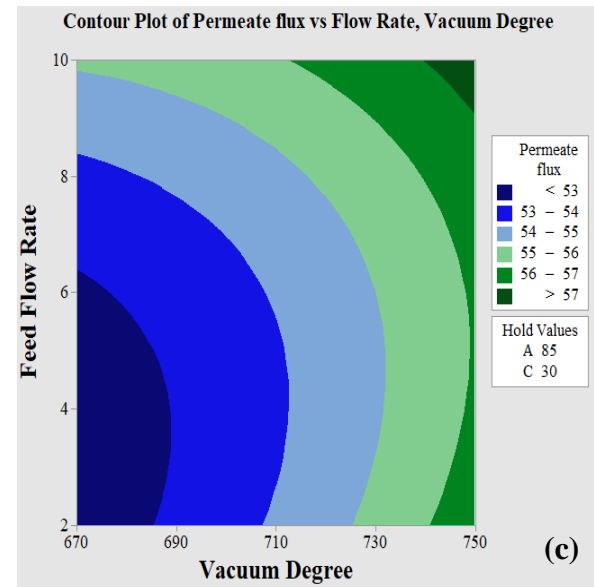 Contour Plot of Permeate flux vs Flow Rate, Vacuum Degree
Feed Flow Rate
10
8
6
4
2
670
690
710
730
750
Vacuum Degree
Permeate
flux
< 53
53 – 54
54 – 55
55 – 56
56 – 57
> 57
Hold Values
A 85
C 30
(c)